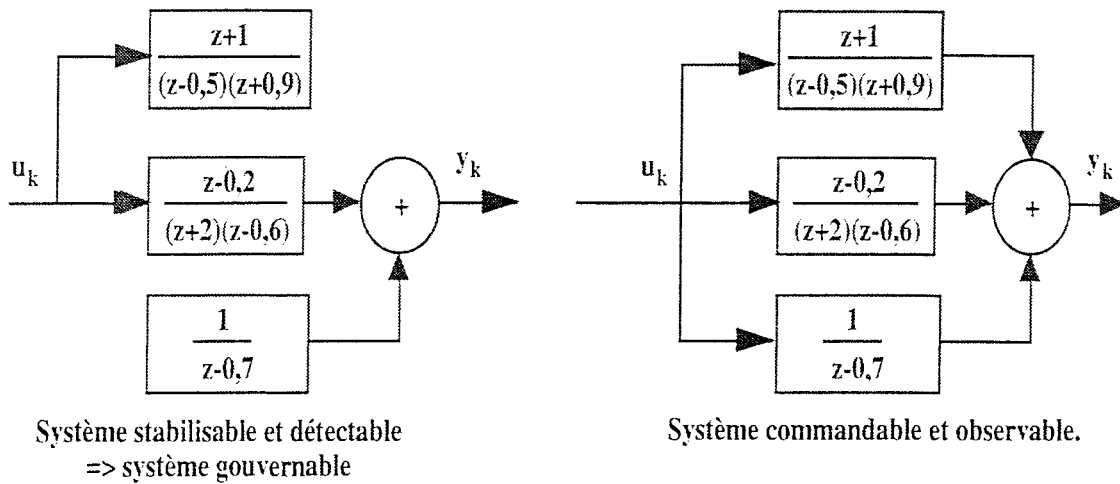 z+1
(z-0,5)(z+0,9)
u_k
z-0,2
(z+2)(z-0,6)
+
y_k
1
z-0,7
Système stabilisable et détectable
=> système gouvernable
z+1
(z-0,5)(z+0,9)
u_k
z-0,2
(z+2)(z-0,6)
+
y_k
1
z-0,7
Système commandable et observable.